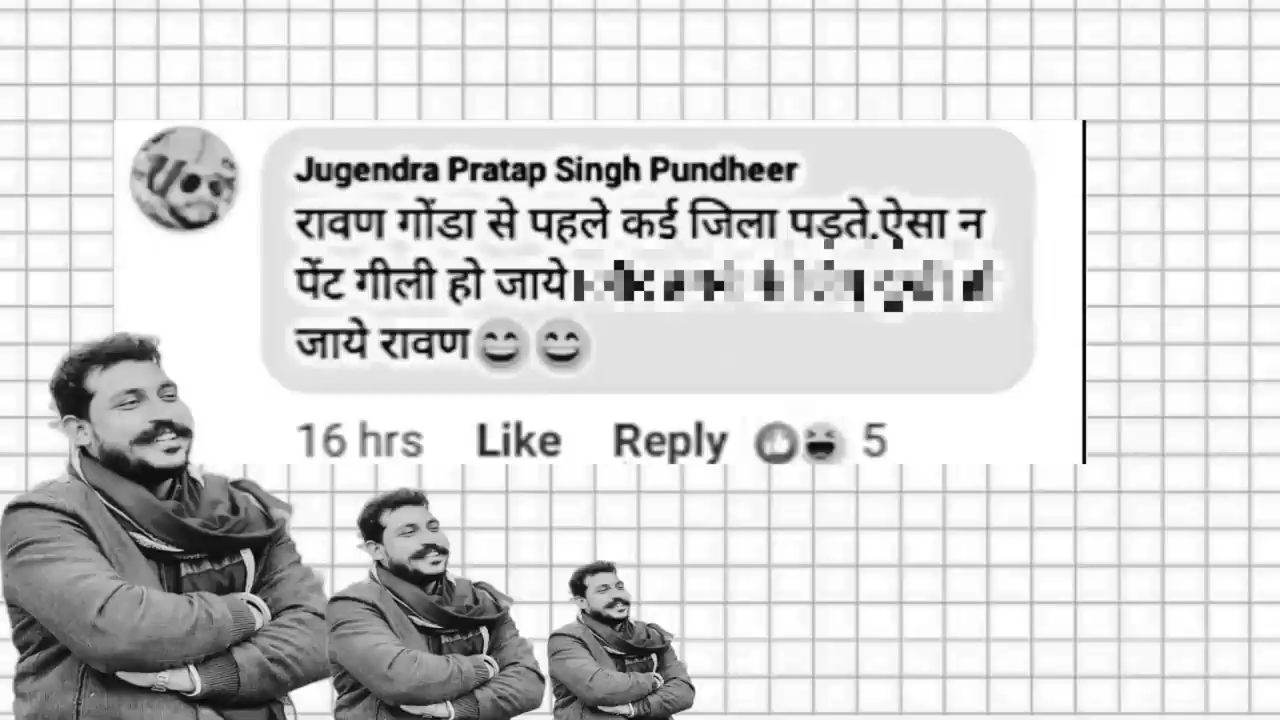 Jugendra Pratap Singh Pundheer
रावण गोंडा से पहले कई जिला पड़ते.ऐसा न
पेंट गीली हो जाये
जाये रावण😄😄
16 hrs Like Reply 5